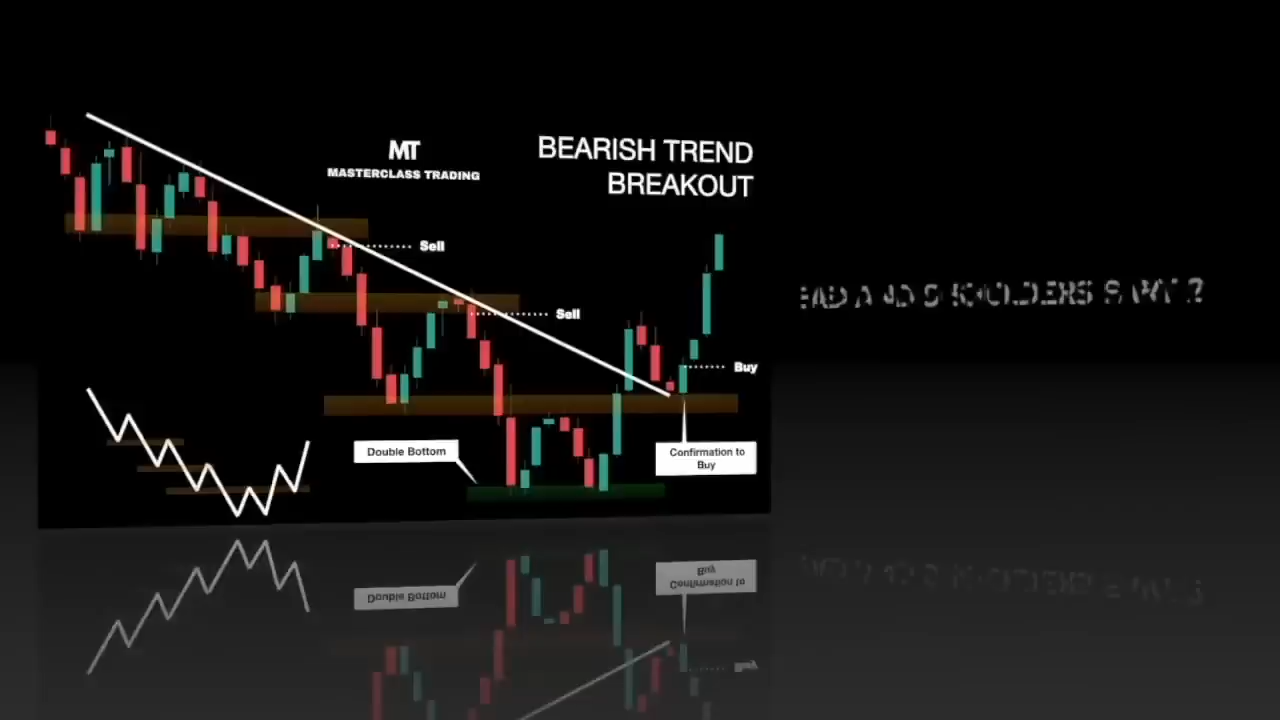 MT
MASTERCLASS TRADING
BEARISH TREND
BREAKOUT
Sell
Sell
Buy
Double Bottom
Confirmation to
Buy